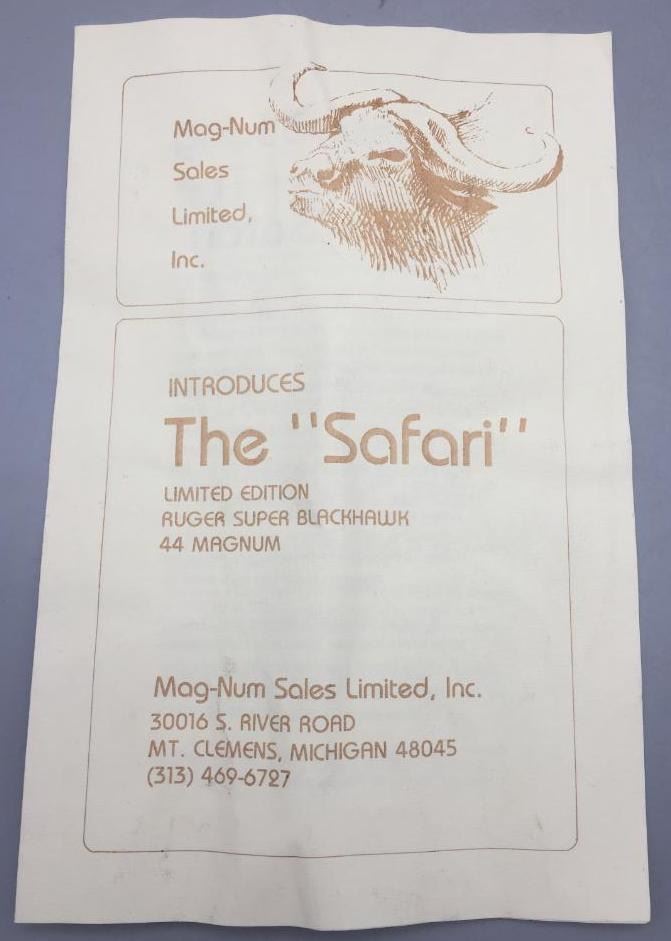 Mag-Num
Sales
Limited,
Inc.
INTRODUCES
The "Safari"
LIMITED EDITION
RUGER SUPER BLACKHAWK
44 MAGNUM
Mag-Num Sales Limited, Inc.
30016 S. RIVER ROAD
MT. CLEMENS, MICHIGAN 48045
(313) 469-6727